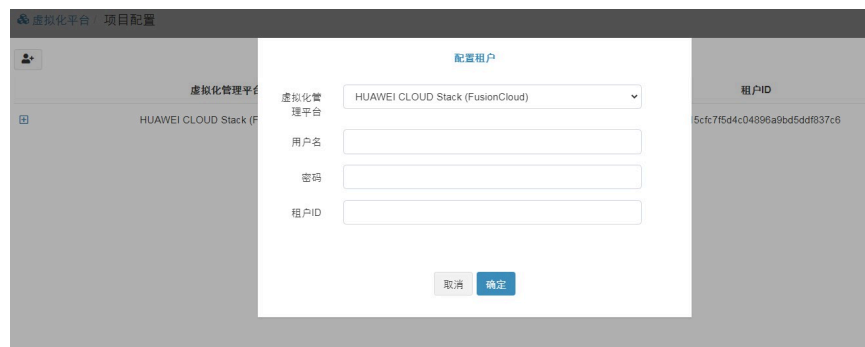 虚拟化平台 / 项目配置
配置租户
虚拟化管理平台
租户ID
虚拟化管理平台
HUAWEI CLOUD Stack (FusionCloud)
HUAWEI CLOUD Stack (F
5cfc7f5d4c04896a9bd5ddf837c6
用户名
密码
租户ID
取消
确定